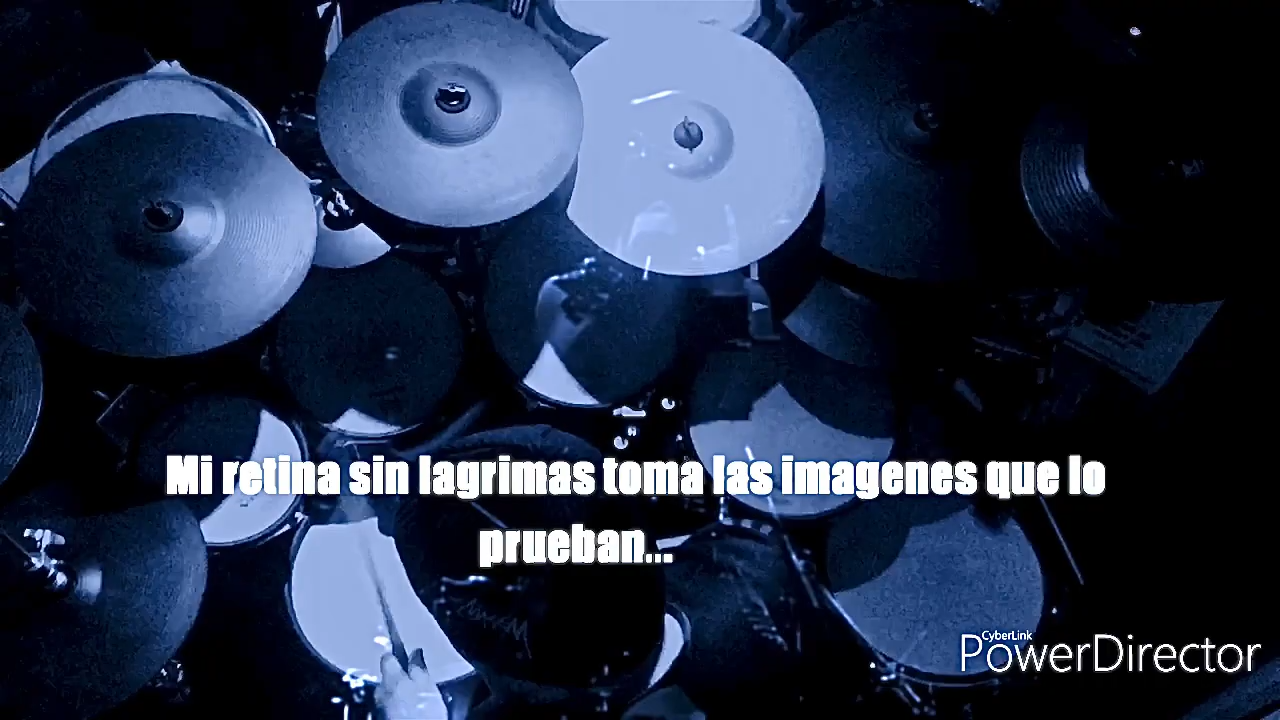 Mi retina sin lagrimas toma las imagenes que lo
prueban...
CyberLink
PowerDirector